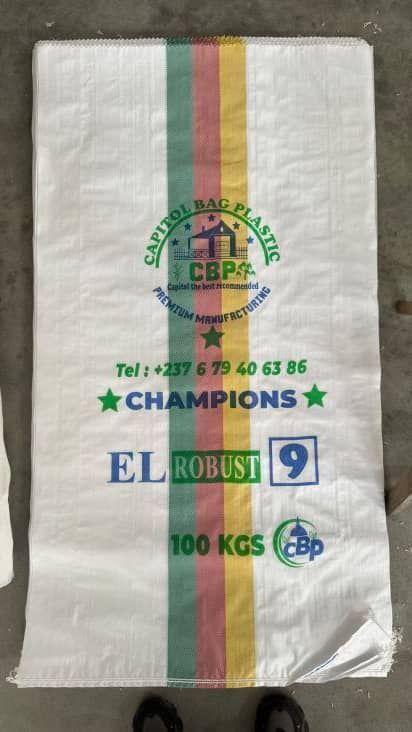 CAPITOL BAG PLASTIC
CBP
Capitol the best recommended
PREMIUM MANUFACTURING
Tel : +237 6 79 40 63 86
CHAMPIONS
EL ROBUST 9
100 KGS cBp